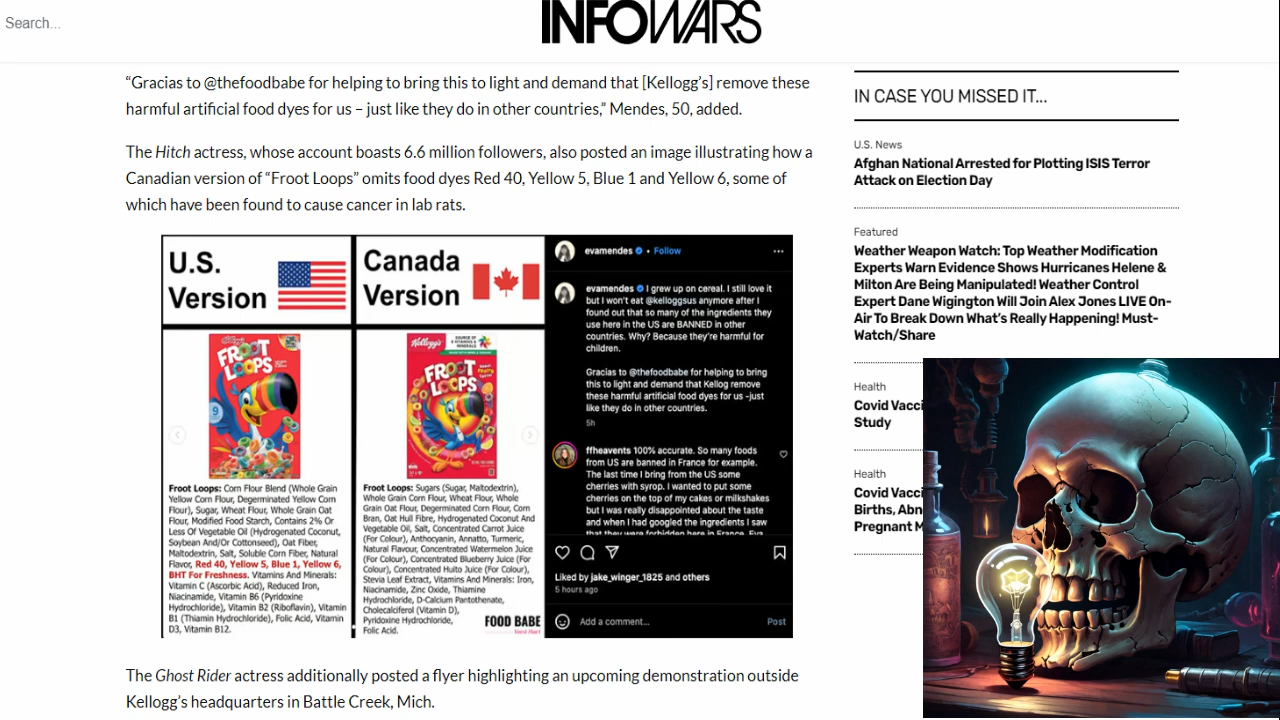 Search...
INFOWARS
“Gracias to @thefoodbabe for helping to bring this to light and demand that [Kellogg’s] remove these
harmful artificial food dyes for us – just like they do in other countries,” Mendes, 50, added.
The Hitch actress, whose account boasts 6.6 million followers, also posted an image illustrating how a
Canadian version of “Froot Loops” omits food dyes Red 40, Yellow 5, Blue 1 and Yellow 6, some of
which have been found to cause cancer in lab rats.
U.S.
Version
Canada
Version
Kellogg's
FROOT
LOOPS
FROOT
LOOPS
Froot Loops: Corn Flour Blend (Whole Grain
Yellow Corn Flour, Degerminated Yellow Corn
Flour), Sugar, Wheat Flour, Whole Grain Oat
Flour, Modified Food Starch, Contains 2% Or
Less Of Vegetable Oil (Hydrogenated Coconut,
Soybean And/Or Cottonseed), Oat Fiber,
Maltodextrin, Salt, Soluble Corn Fiber, Natural
Flavor, Red 40, Yellow 5, Blue 1, Yellow 6,
BHT For Freshness. Vitamins And Minerals:
Vitamin C (Ascorbic Acid), Reduced Iron,
Niacinamide, Vitamin B6 (Pyridoxine
Hydrochloride), Vitamin B2 (Riboflavin), Vitamin
B1 (Thiamin Hydrochloride), Folic Acid, Vitamin
D3, Vitamin B12.
Froot Loops: Sugars (Sugar, Maltodextrin),
Whole Grain Corn Flour, Wheat Flour, Whole
Grain Oat Flour, Degerminated Corn Flour, Corn
Bran, Oat Hull Fibre, Hydrogenated Coconut And
Vegetable Oil, Salt, Concentrated Carrot Juice
(For Colour), Anthocyanin, Annatto, Turmeric,
Natural Flavour, Concentrated Watermelon Juice
(For Colour), Concentrated Blueberry Juice (For
Colour), Concentrated Huito Juice (For Colour),
Stevia Leaf Extract, Vitamins And Minerals: Iron,
Niacinamide, Zinc Oxide, Thiamine
Hydrochloride, D-Calcium Pantothenate,
Cholecalciferol (Vitamin D),
Pyridoxine Hydrochloride,
Folic Acid.
FOOD BABE
evamendes • Follow
evamendes I grew up on cereal. I still love it
but I won't eat @kelloggsus anymore after I
found out that so many of the ingredients they
use here in the US are BANNED in other
countries. Why? Because they're harmful for
children.
Gracias to @thefoodbabe for helping to bring
this to light and demand that Kellog remove
these harmful artificial food dyes for us -just
like they do in other countries.
5h
ffheavents 100% accurate. So many foods
from US are banned in France for example.
The last time I bring from the US some
cherries with syrop. I wanted to put some
cherries on the top of my cakes or milkshakes
but I was really disappointed about the taste
and when I had googled the ingredients I saw
that they were forbidden here in France. Eva
Liked by jake_winger_1825 and others
5 hours ago
Add a comment...
Post
The Ghost Rider actress additionally posted a flyer highlighting an upcoming demonstration outside
Kellogg’s headquarters in Battle Creek, Mich.
IN CASE YOU MISSED IT...
U.S. News
Afghan National Arrested for Plotting ISIS Terror
Attack on Election Day
Featured
Weather Weapon Watch: Top Weather Modification
Experts Warn Evidence Shows Hurricanes Helene &
Milton Are Being Manipulated! Weather Control
Expert Dane Wigington Will Join Alex Jones LIVE On-
Air To Break Down What’s Really Happening! Must-
Watch/Share
Health
Covid Vacci
Study
Health
Covid Vacci
Births, Abn
Pregnant